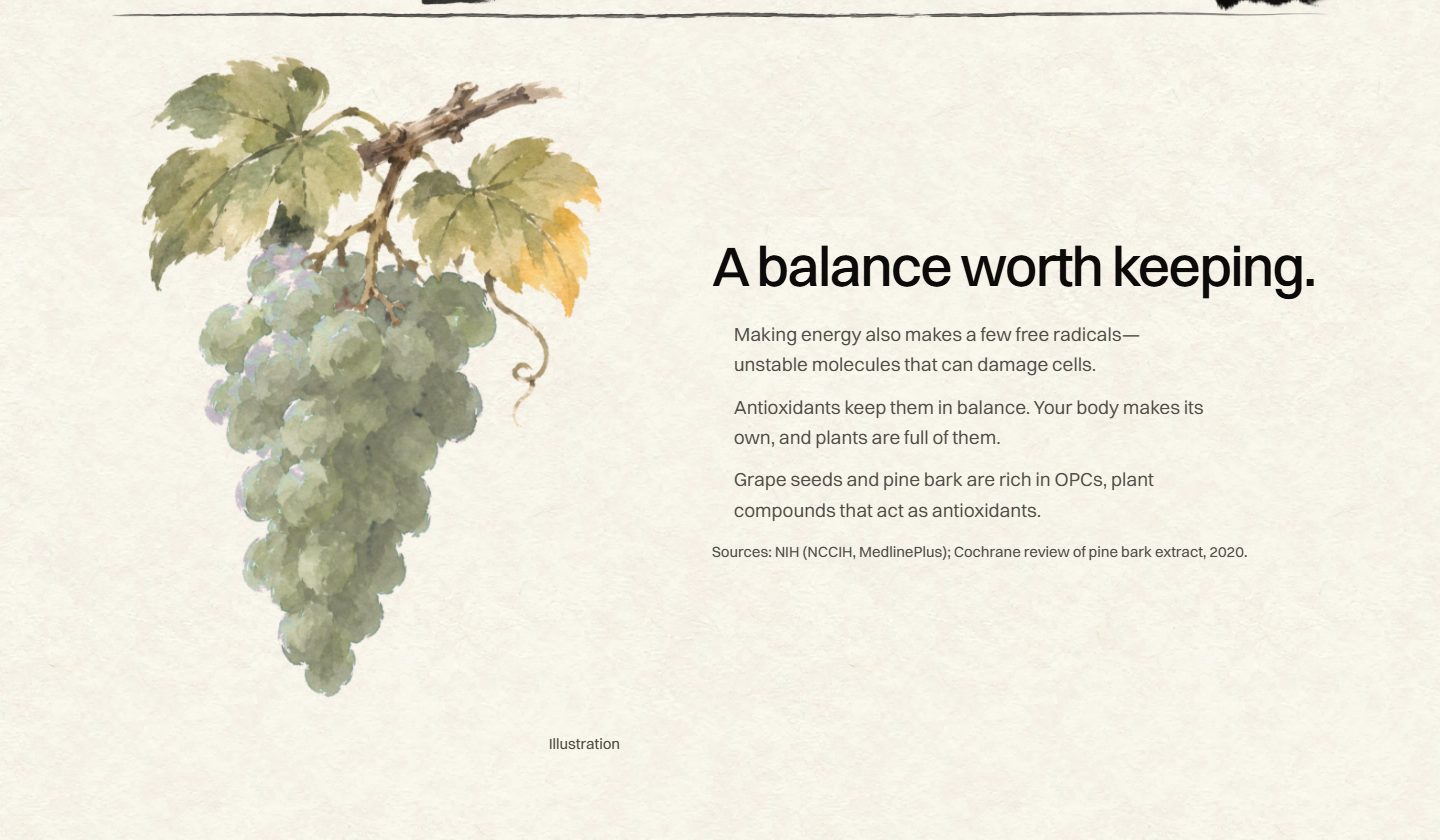 A balance worth keeping.
Making energy also makes a few free radicals—
unstable molecules that can damage cells.
Antioxidants keep them in balance. Your body makes its
own, and plants are full of them.
Grape seeds and pine bark are rich in OPCs, plant
compounds that act as antioxidants.
Sources: NIH (NCCIH, MedlinePlus); Cochrane review of pine bark extract, 2020.
Illustration